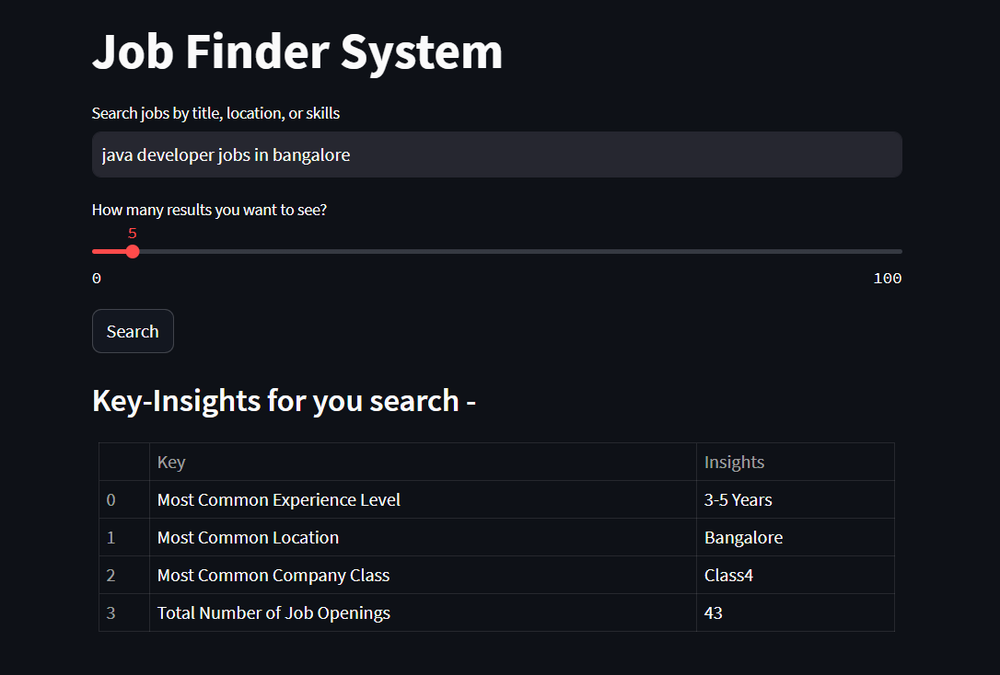 Job Finder System
Search jobs by title, location, or skills
java developer jobs in bangalore
How many results you want to see?
5
0 100
Search
Key-Insights for you search -
Key Insights
0 Most Common Experience Level 3-5 Years
1 Most Common Location Bangalore
2 Most Common Company Class Class4
3 Total Number of Job Openings 43